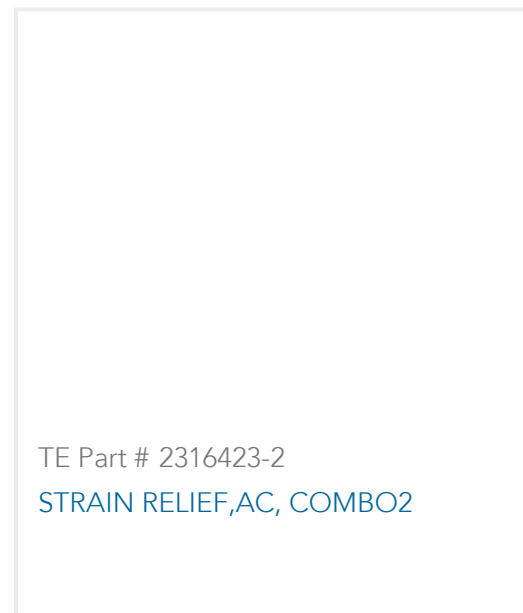 TE Part # 2316423-2
STRAIN RELIEF,AC, COMBO2